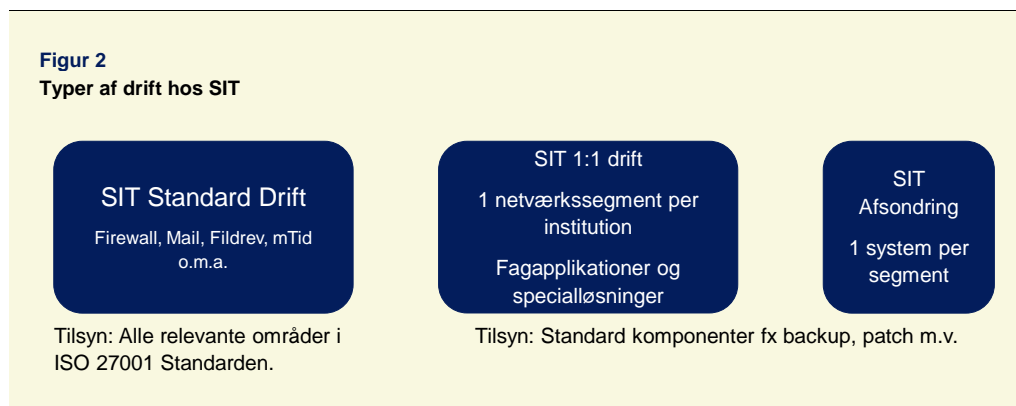 Figur 2
Typer af drift hos SIT
SIT Standard Drift
Firewall, Mail, Fildrev, mTid
o.m.a.
Tilsyn: Alle relevante områder i
ISO 27001 Standarden.
SIT 1:1 drift
1 netværkssegment per
institution
Fagapplikationer og
specialløsninger
SIT
Afsondring
1 system per
segment
Tilsyn: Standard komponenter fx backup, patch m.v.